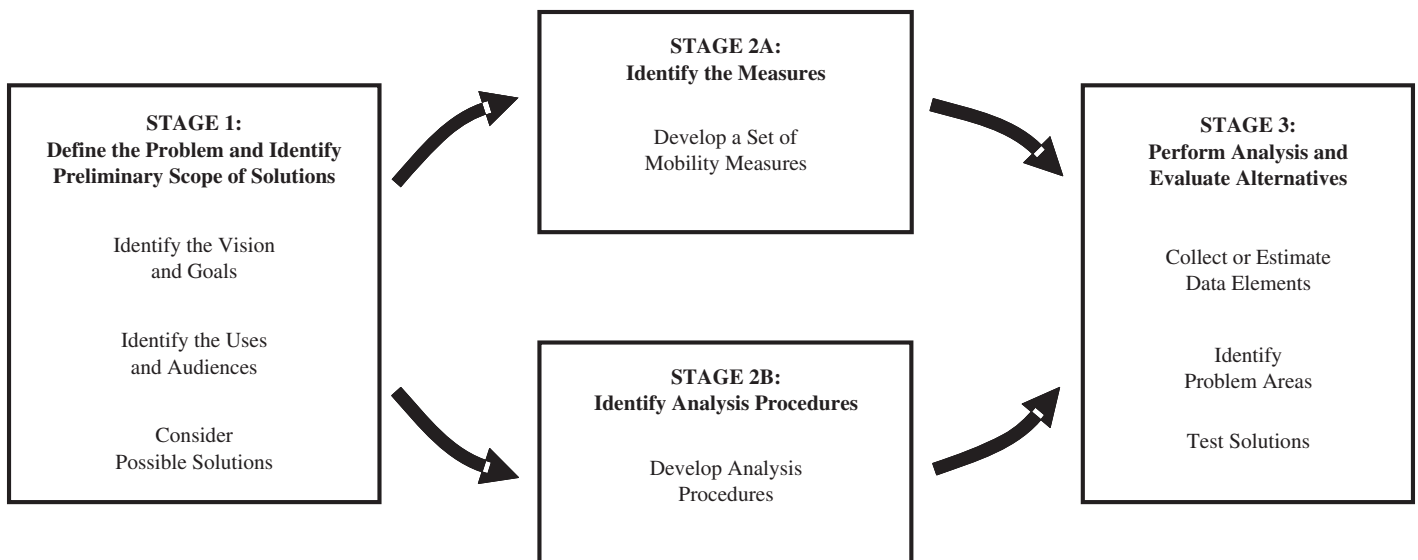 STAGE 1:
Define the Problem and Identify
Preliminary Scope of Solutions
Identify the Vision
and Goals
Identify the Uses
and Audiences
Consider
Possible Solutions
STAGE 2A:
Identify the Measures
Develop a Set of
Mobility Measures
STAGE 2B:
Identify Analysis Procedures
Develop Analysis
Procedures
STAGE 3:
Perform Analysis and
Evaluate Alternatives
Collect or Estimate
Data Elements
Identify
Problem Areas
Test Solutions